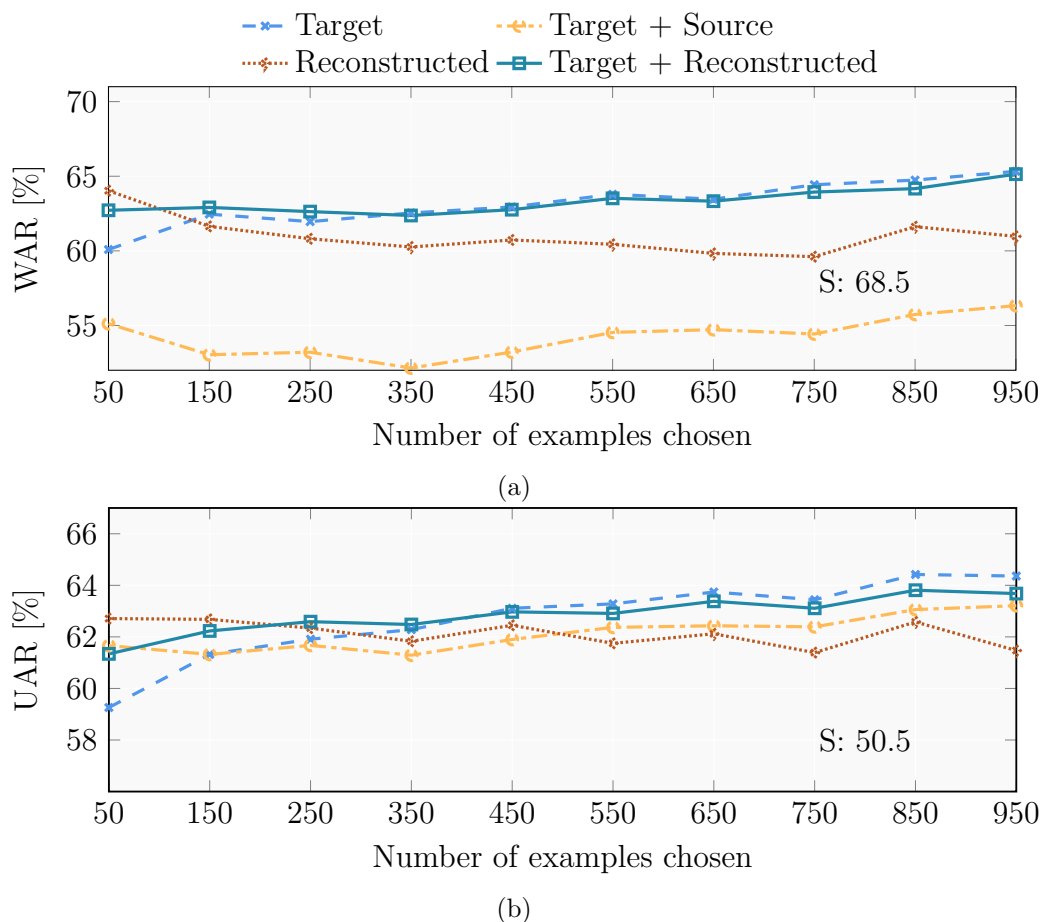 Target
Target + Source
Reconstructed
Target + Reconstructed
WAR [%]
70
65
60
55
S: 68.5
50 150 250 350 450 550 650 750 850 950
Number of examples chosen
(a)
UAR [%]
66
64
62
60
58
S: 50.5
50 150 250 350 450 550 650 750 850 950
Number of examples chosen
(b)